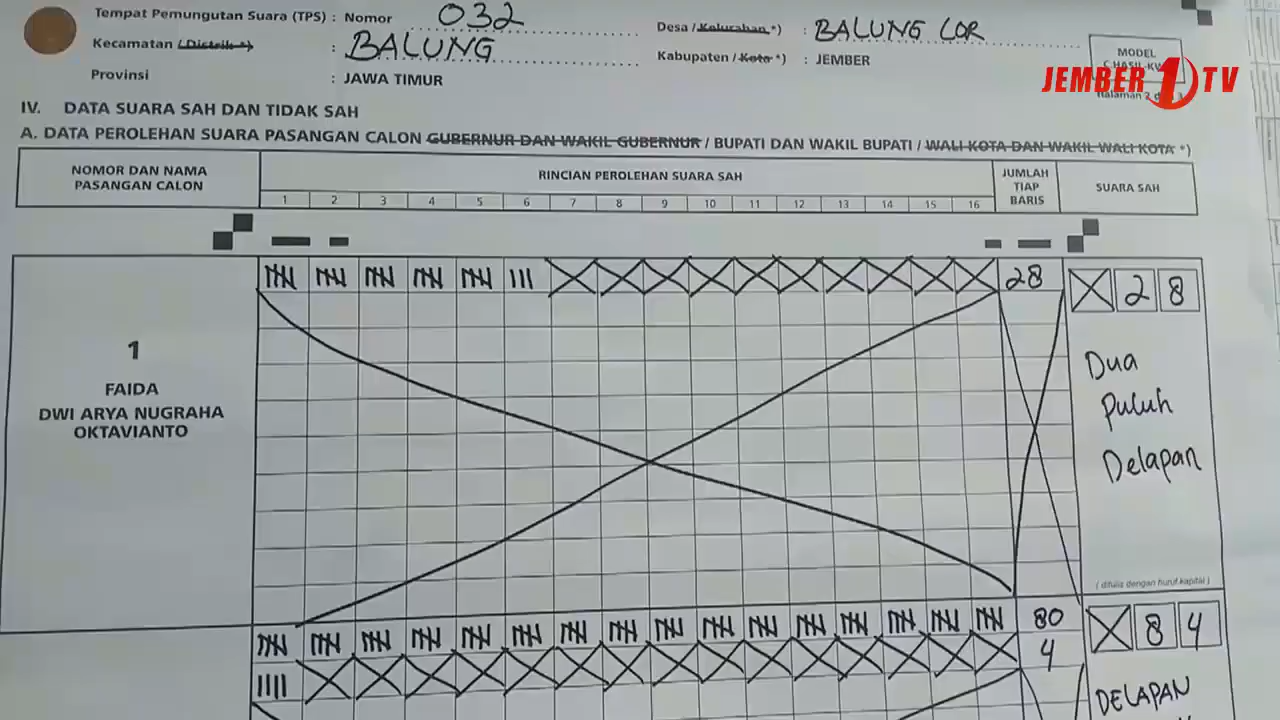 Tempat Pemungutan Suara (TPS) : Nomor 032
Desa / Kelurahan *) : BALUNG LOR
Kecamatan (Distrik *) : BALUNG
Kabupaten / Kota *) : JEMBER
Provinsi : JAWA TIMUR
MODEL
JEMBER 1 TV
Halaman 2
IV. DATA SUARA SAH DAN TIDAK SAH
A. DATA PEROLEHAN SUARA PASANGAN CALON GUBERNUR DAN WAKIL GUBERNUR / BUPATI DAN WAKIL BUPATI / WALI KOTA DAN WAKIL WALI KOTA *)
NOMOR DAN NAMA
PASANGAN CALON
RINCIAN PEROLEHAN SUARA SAH
1 2 3 4 5 6 7 8 9 10 11 12 13 14 15 16
JUMLAH
TIAP
BARIS
SUARA SAH
1
FAIDA
DWI ARYA NUGRAHA
OKTAVIANTO
28
28
Dua
Puluh
Delapan
( ditulis dengan huruf kapital )
80
4
84
DELAPAN